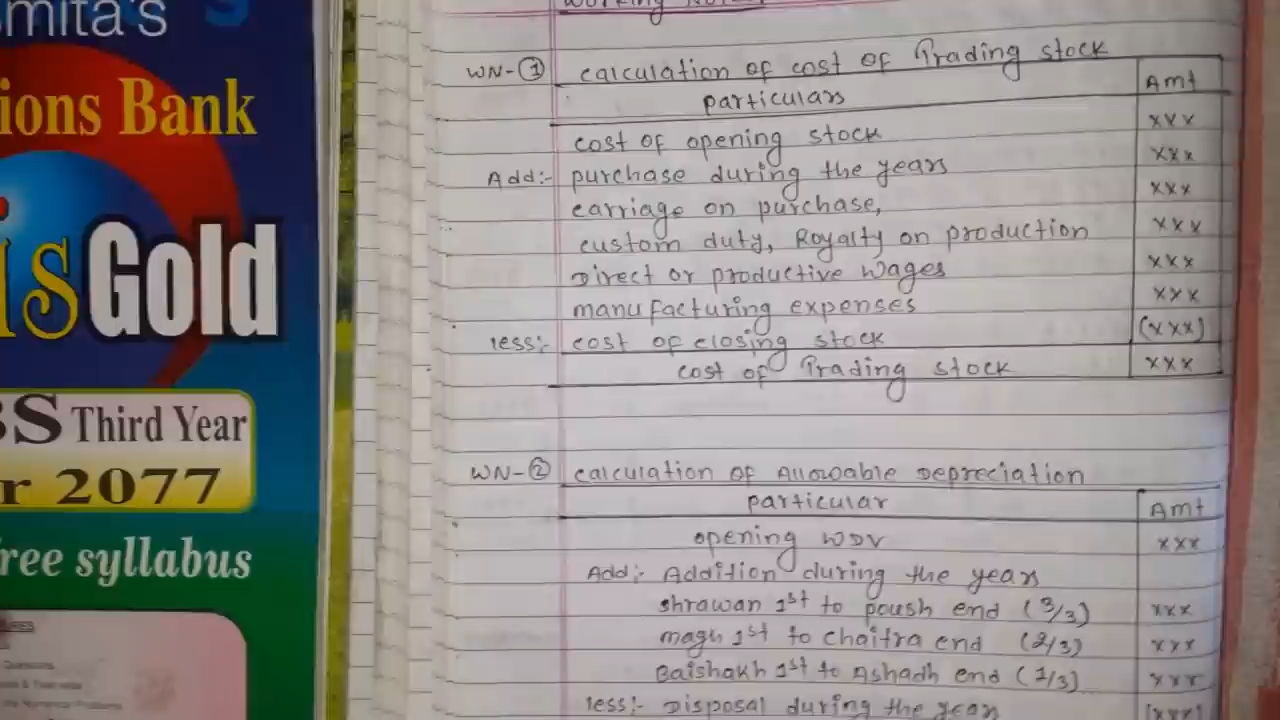 mita's
ions Bank
is Gold
BS Third Year
r 2077
ree syllabus
WN-① calculation of cost of Trading stock
particulars Amt
cost of opening stock xxx
Add:- purchase during the years xxx
carriage on purchase, xxx
custom duty, Royalty on production xxx
Direct or productive wages xxx
manufacturing expenses xxx
less:- cost of closing stock (xxx)
cost of Trading stock xxx
WN-② calculation of Allowable Depreciation
particular Amt
opening WDV xxx
Add:- Addition during the years
shrawan 1st to poush end (3/3) xxx
magh 1st to chaitra end (2/3) xxx
Baishakh 1st to Ashadh end (1/3) xxx
less:- Disposal during the year (xxx)